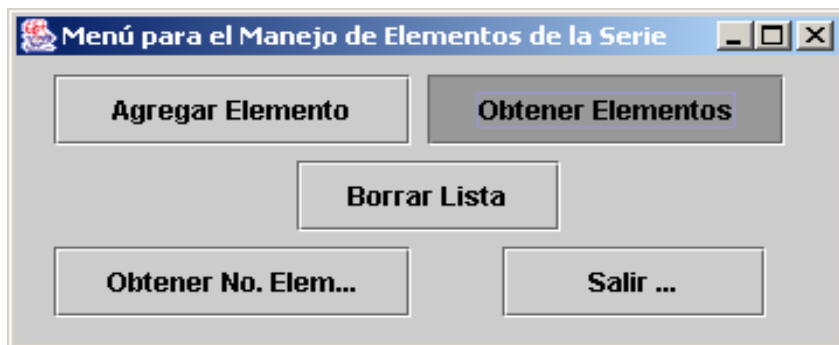 Menú para el Manejo de Elementos de la Serie
Agregar Elemento
Obtener Elementos
Borrar Lista
Obtener No. Elem...
Salir ...